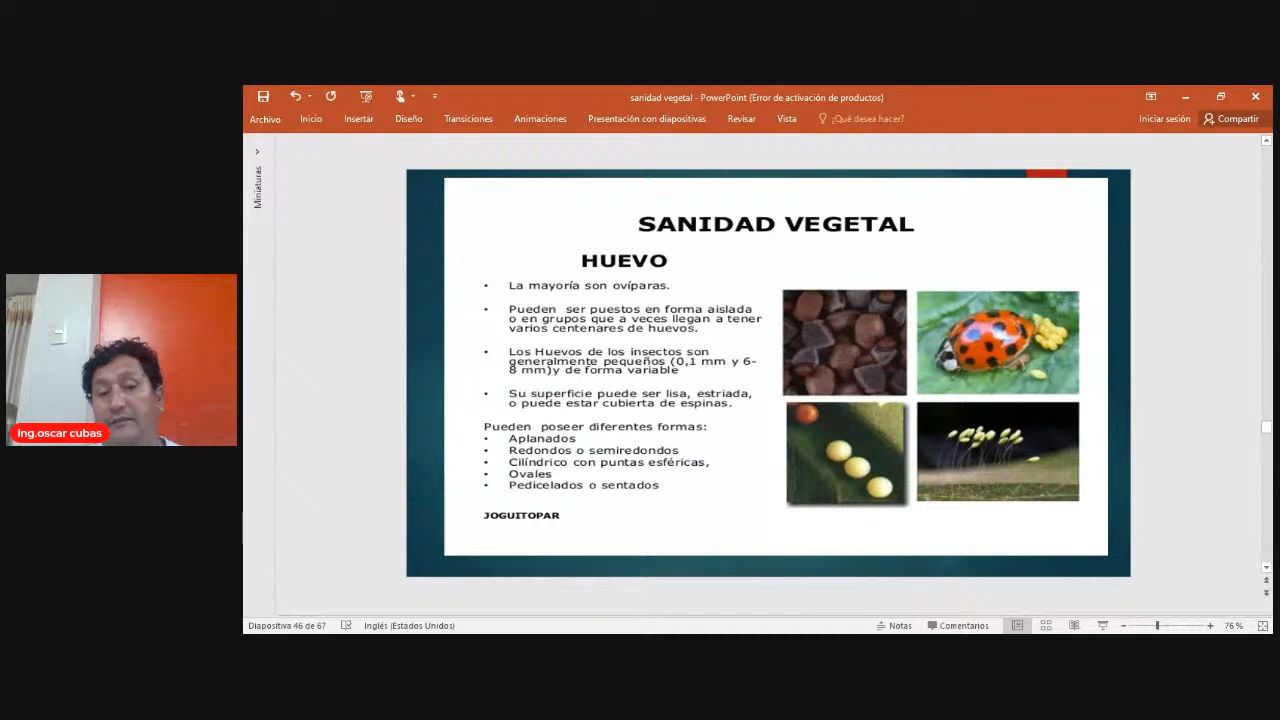 sanidad vegetal - PowerPoint (Error de activación de productos)
Archivo Inicio Insertar Diseño Transiciones Animaciones Presentación con diapositivas Revisar Vista ¿Qué desea hacer? Iniciar sesión Compartir
Miniaturas
SANIDAD VEGETAL
HUEVO
• La mayoría son ovíparas.
• Pueden ser puestos en forma aislada
o en grupos que a veces llegan a tener
varios centenares de huevos.
• Los Huevos de los insectos son
generalmente pequeños (0,1 mm y 6-
8 mm)y de forma variable
• Su superficie puede ser lisa, estriada,
o puede estar cubierta de espinas.
Pueden poseer diferentes formas:
• Aplanados
• Redondos o semiredondos
• Cilíndrico con puntas esféricas,
• Ovales
• Pedicelados o sentados
JOGUITOPAR
ing.oscar cubas
Diapositiva 46 de 67 Inglés (Estados Unidos) Notas Comentarios 76 %